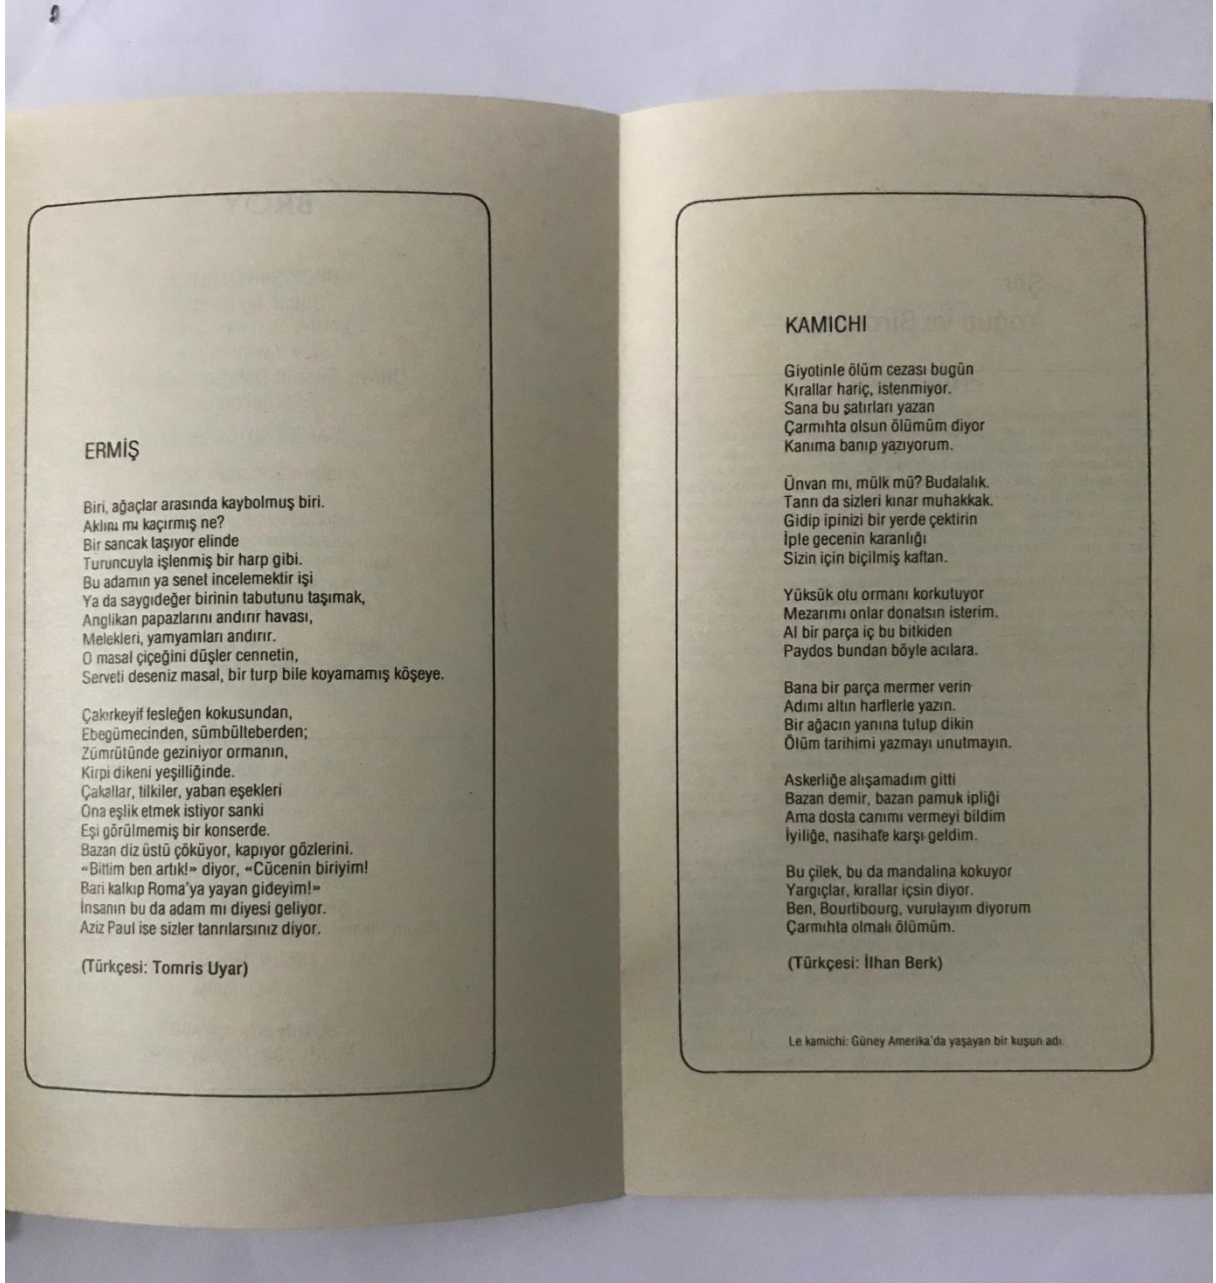 ERMİŞ
Biri, ağaçlar arasında kaybolmuş biri.
Aklını mı kaçırmış ne?
Bir sancak taşıyor elinde
Turuncuyla işlenmiş bir harp gibi.
Bu adamın ya senet incelemektir işi
Ya da saygıdeğer birinin tabutunu taşımak,
Anglikan papazlarını andırır havası,
Melekleri, yamyamları andırır.
O masal çiçeğini düşler cennetin,
Serveti deseniz masal, bir turp bile koyamamış köşeye.
Çakırkeyif fesleğen kokusundan,
Ebegümecinden, sümbülteberden;
Zümrütünde geziniyor ormanın,
Kirpi dikeni yeşilliğinde.
Çakallar, tilkiler, yaban eşekleri
Ona eşlik etmek istiyor sanki
Eşi görülmemiş bir konserde.
Bazan diz üstü çöküyor, kapıyor gözlerini.
«Bittim ben artık!» diyor, «Cücenin biriyim!
Bari kalkıp Roma'ya yayan gideyim!»
İnsanın bu da adam mı diyesi geliyor.
Aziz Paul ise sizler tanrılarsınız diyor.
(Türkçesi: Tomris Uyar)
KAMICHI
Giyotinle ölüm cezası bugün
Kırallar hariç, istenmiyor.
Sana bu satırları yazan
Çarmıhta olsun ölümüm diyor
Kanıma banıp yazıyorum.
Ünvan mı, mülk mü? Budalalık.
Tanrı da sizleri kınar muhakkak.
Gidip ipinizi bir yerde çektirin
İple gecenin karanlığı
Sizin için biçilmiş kaftan.
Yüksük otu ormanı korkutuyor
Mezarımı onlar donatsın isterim.
Al bir parça iç bu bitkiden
Paydos bundan böyle acılara.
Bana bir parça mermer verin
Adımı altın harflerle yazın.
Bir ağacın yanına tutup dikin
Ölüm tarihimi yazmayı unutmayın.
Askerliğe alışamadım gitti
Bazan demir, bazan pamuk ipliği
Ama dosta canımı vermeyi bildim
İyiliğe, nasihate karşı geldim.
Bu çilek, bu da mandalina kokuyor
Yargıçlar, kırallar içsin diyor.
Ben, Bourtibourg, vurulayım diyorum
Çarmıhta olmalı ölümüm.
(Türkçesi: İlhan Berk)
Le kamichi: Güney Amerika'da yaşayan bir kuşun adı.